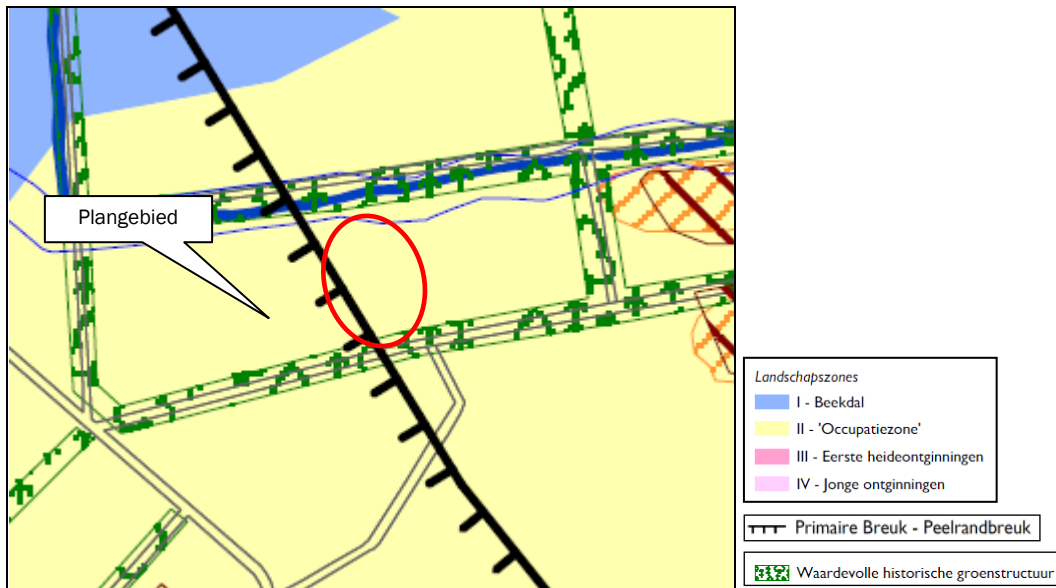 Plangebied
Landschapszones
I - Beekdal
II - 'Occupatiezone'
III - Eerste heideontginningen
IV - Jonge ontginningen
Primaire Breuk - Peelrandbreuk
Waardevolle historische groenstructuur